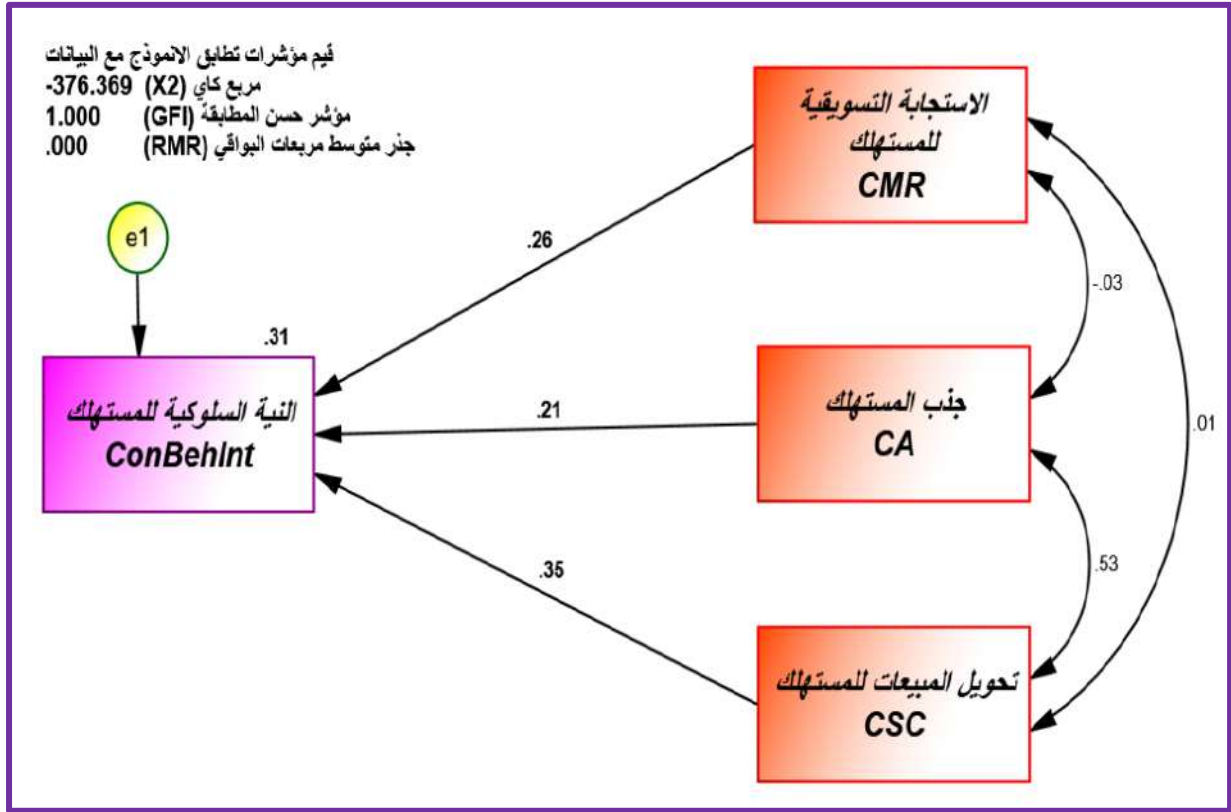 قيم مؤشرات تطابق الانموذج مع البيانات
مربع كاي (X2) -376.369
مؤشر حسن المطابقة (GFI) 1.000
جذر متوسط مربعات البواقي (RMR) .000
e1
.31
النية السلوكية للمستهلك
ConBehInt
.26
.21
.35
الاستجابة التسويقية
للمستهلك
CMR
جذب المستهلك
CA
تحويل المبيعات للمستهلك
CSC
-.03
.01
.53